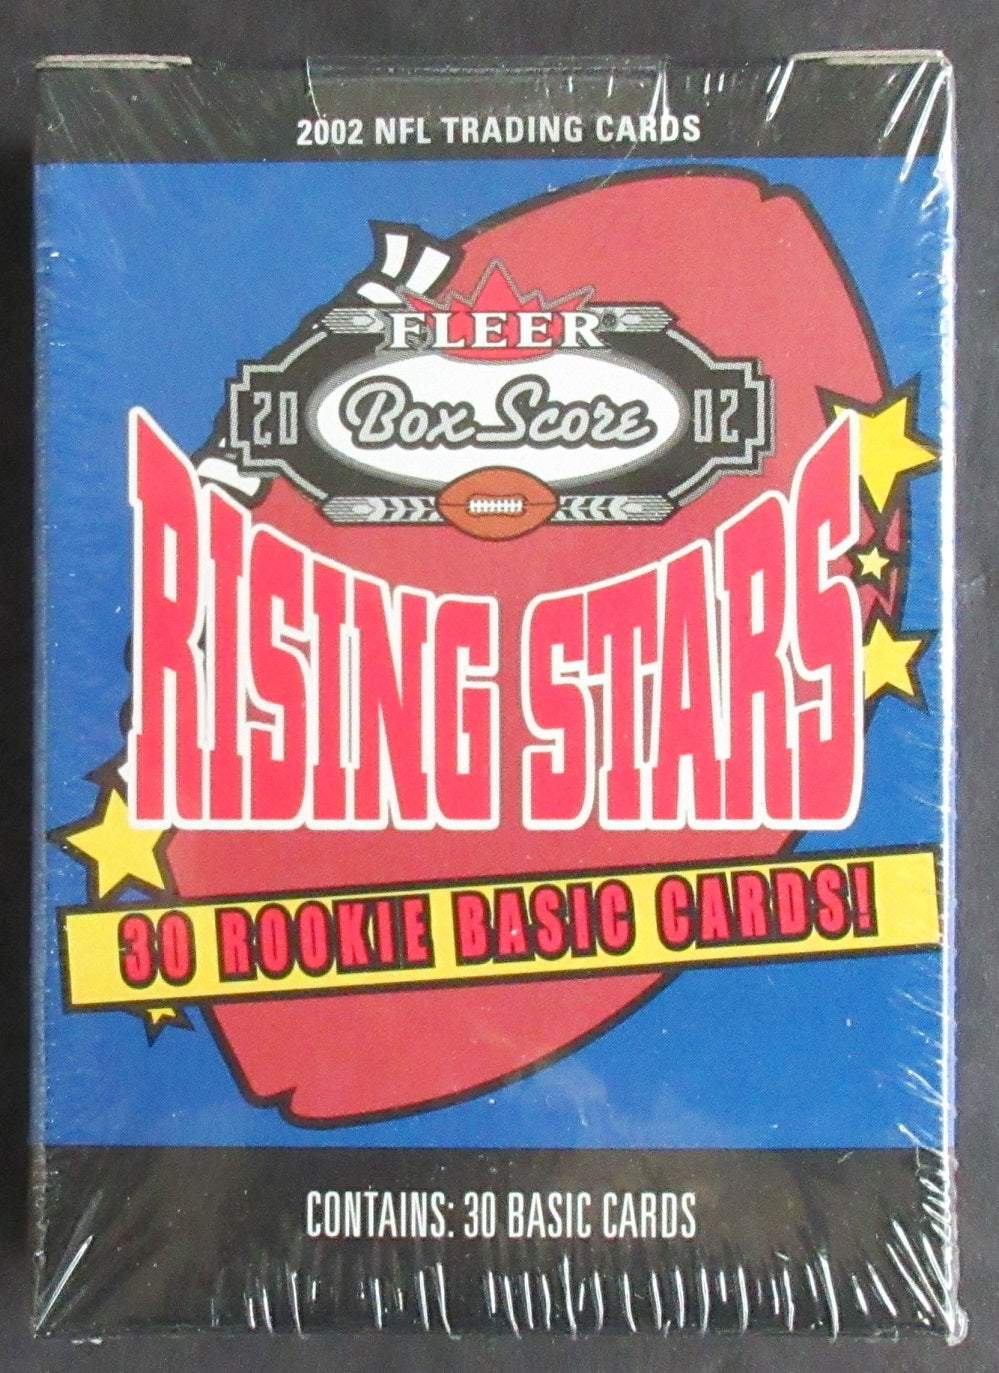 2002 NFL TRADING CARDS
FLEER®
20 Box Score 02
RISING STARS
30 ROOKIE BASIC CARDS!
CONTAINS: 30 BASIC CARDS